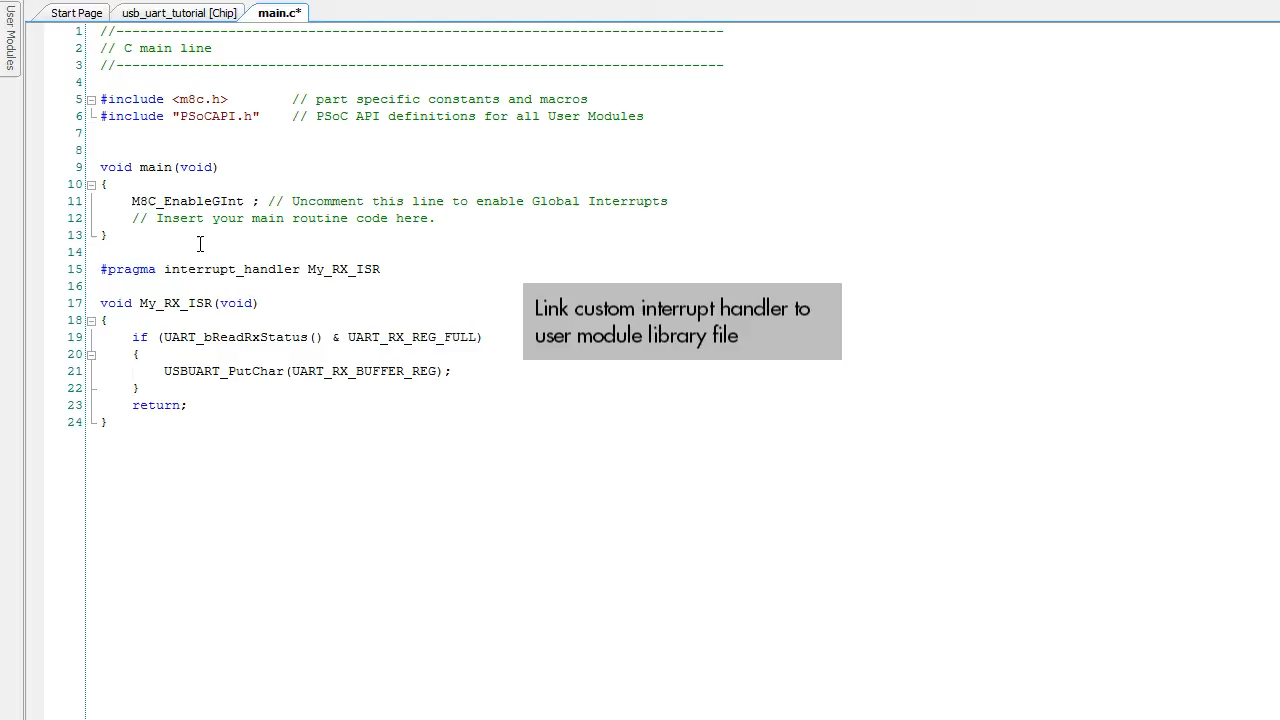 User Modules
Start Page
usb_uart_tutorial [Chip]
main.c*
1 //----------------------------------------------------------------------------
2 // C main line
3 //----------------------------------------------------------------------------
4
5 #include <m8c.h>        // part specific constants and macros
6 #include "PSoCAPI.h"    // PSoC API definitions for all User Modules
7
8
9 void main(void)
10 {
11     M8C_EnableGInt ; // Uncomment this line to enable Global Interrupts
12     // Insert your main routine code here.
13 }
14
15 #pragma interrupt_handler My_RX_ISR
16
17 void My_RX_ISR(void)
18 {
19     if (UART_bReadRxStatus() & UART_RX_REG_FULL)
20     {
21         USBUART_PutChar(UART_RX_BUFFER_REG);
22     }
23     return;
24 }
Link custom interrupt handler to
user module library file